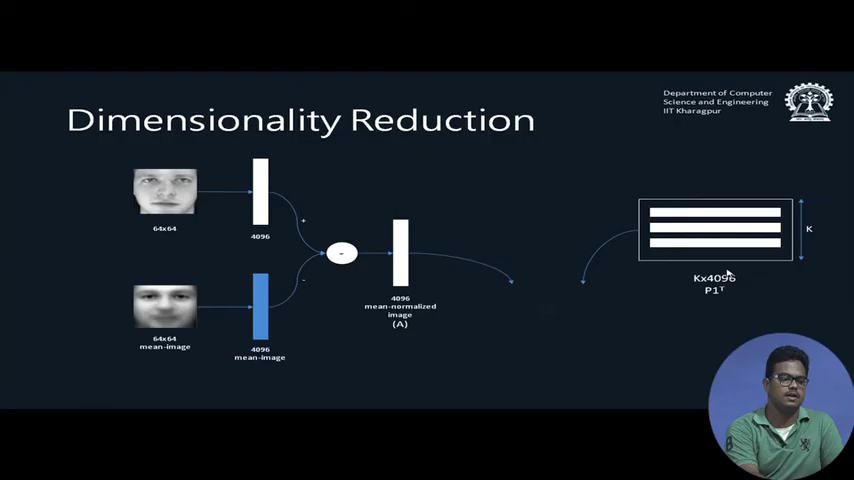 Department of Computer
Science and Engineering
IIT Kharagpur
Dimensionality Reduction
64x64
4096
+
-
-
64x64
mean-image
4096
mean-image
4096
mean-normalized
image
(A)
K
Kx4096
P1ᵀ